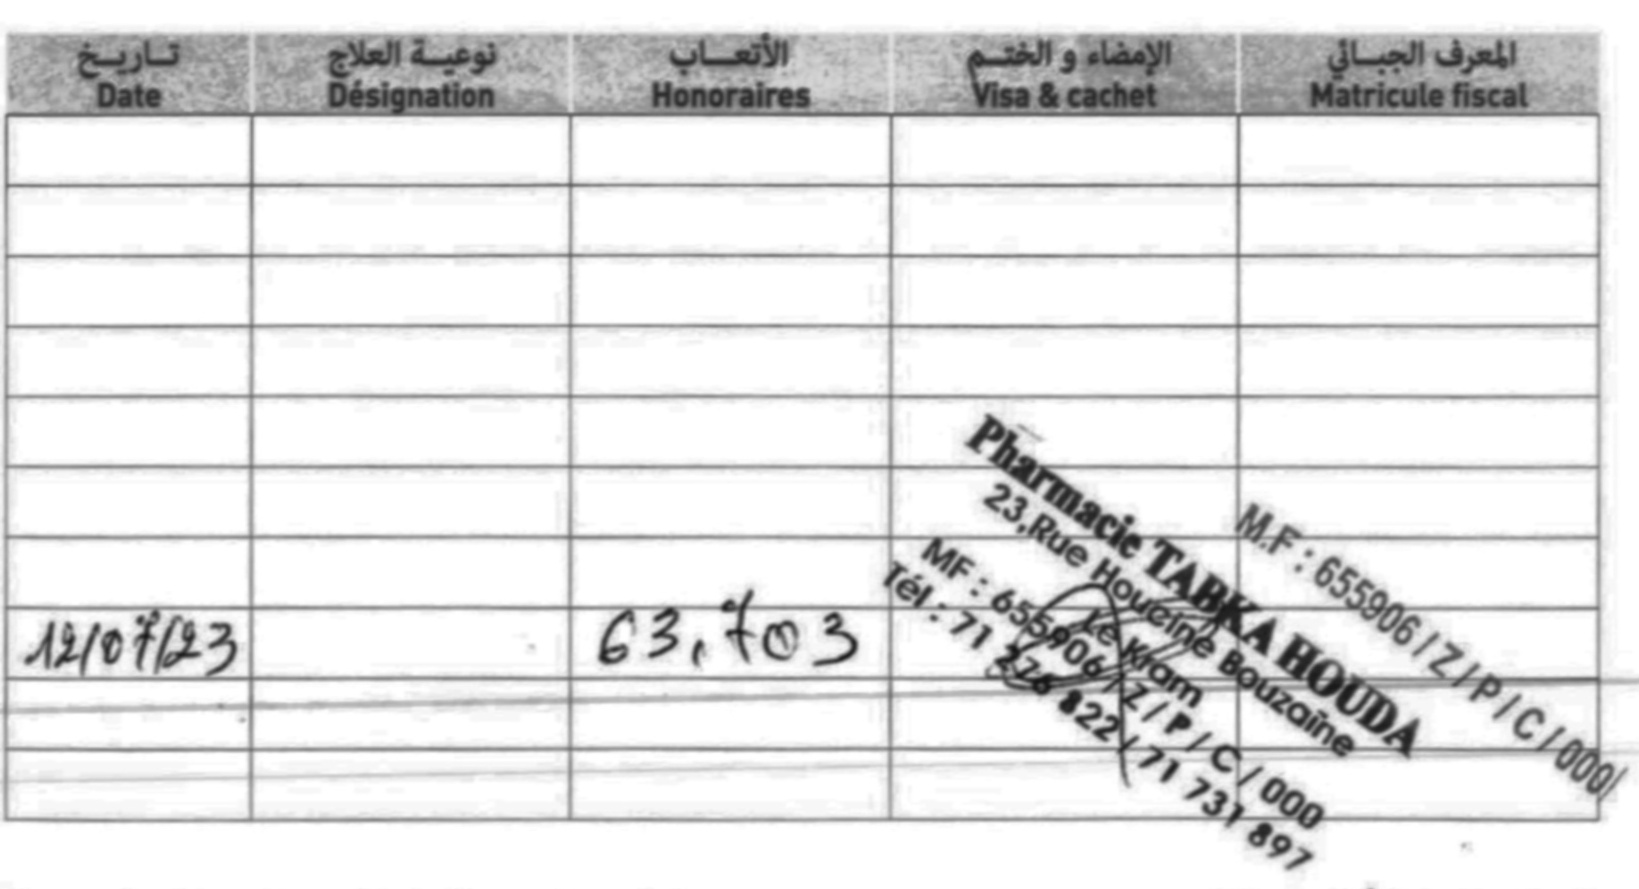 تاريخ نوعية العلاج الأتعاب الإمضاء و الختم المعرف الجبائي
Date Désignation Honoraires Visa & cachet Matricule fiscal
12/07/23 63,703
Pharmacie TABKA HOUDA
23,Rue Houcine Bouzaïne
Le Kram
MF : 655906 / Z / P / C / 000
Tél : 71 276 822 / 71 731 897
M.F : 655906 / Z / P / C / 000/